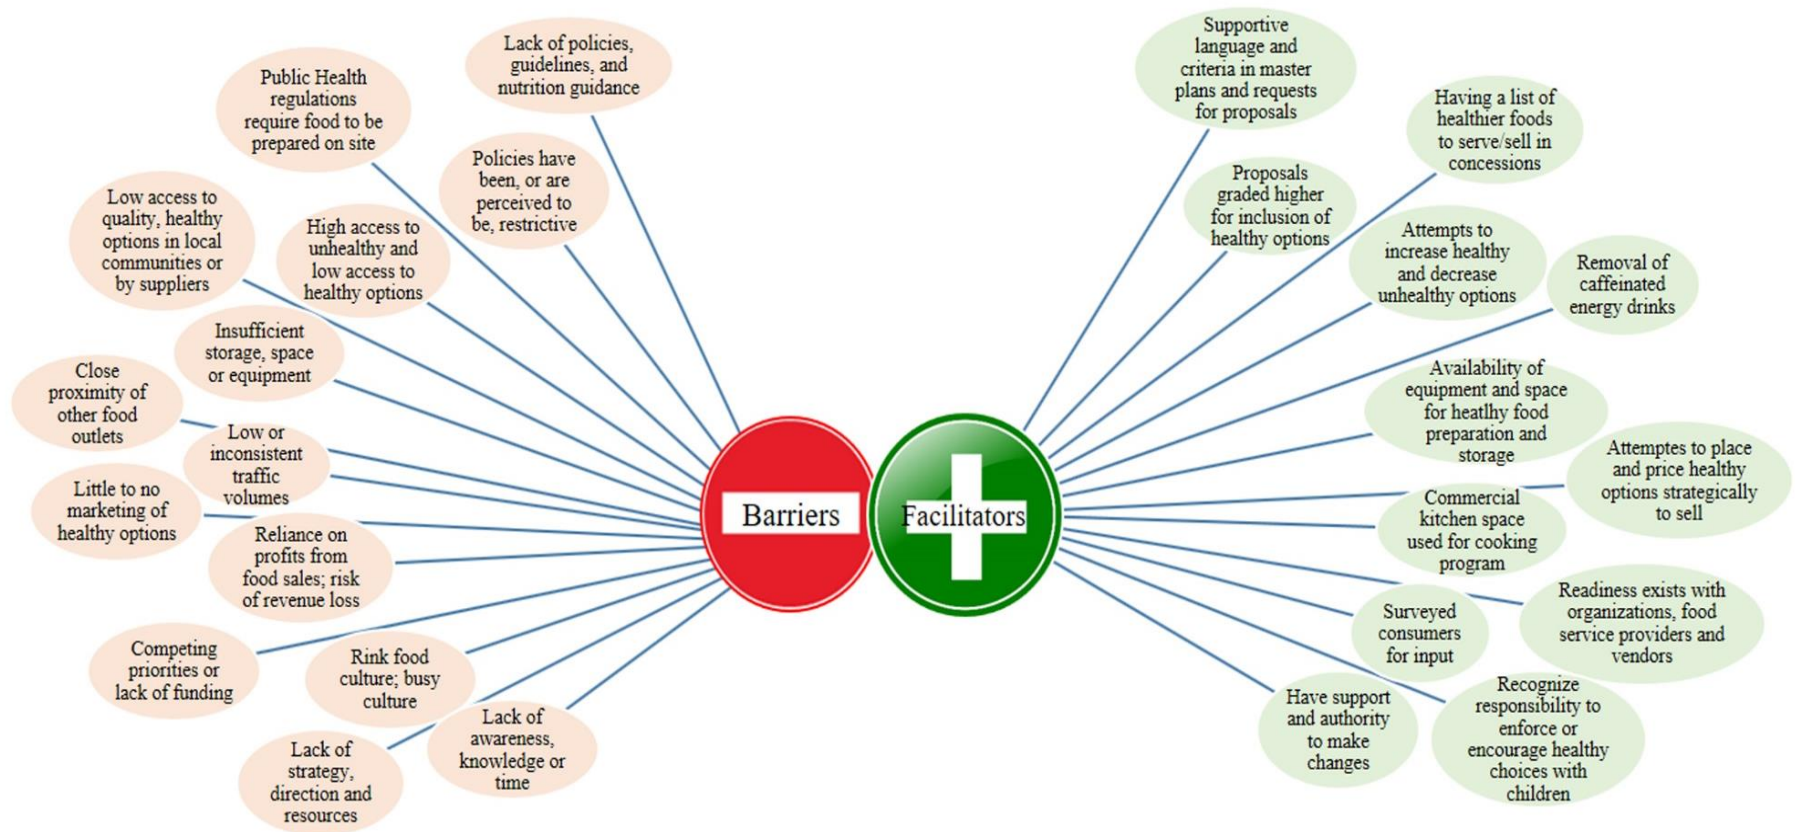 Lack of policies,
guidelines, and
nutrition guidance
Public Health
regulations
require food to be
prepared on site
Policies have
been, or are
perceived to
be, restrictive
Low access to
quality, healthy
options in local
communities or
by suppliers
High access to
unhealthy and
low access to
healthy options
Insufficient
storage, space
or equipment
Close
proximity of
other food
outlets
Low or
inconsistent
traffic
volumes
Little to no
marketing of
healthy options
Reliance on
profits from
food sales; risk
of revenue loss
Competing
priorities or
lack of funding
Rink food
culture; busy
culture
Lack of
awareness,
knowledge or
time
Lack of
strategy,
direction and
resources
Barriers
Facilitators
Supportive
language and
criteria in master
plans and requests
for proposals
Having a list of
healthier foods
to serve/sell in
concessions
Proposals
graded higher
for inclusion of
healthy options
Attempts to
increase healthy
and decrease
unhealthy options
Removal of
caffeinated
energy drinks
Availability of
equipment and space
for heatlhy food
preparation and
storage
Attemptes to place
and price healthy
options strategically
to sell
Commercial
kitchen space
used for cooking
program
Readiness exists with
organizations, food
service providers and
vendors
Surveyed
consumers
for input
Recognize
responsibility to
enforce or
encourage healthy
choices with
children
Have support
and authority
to make
changes